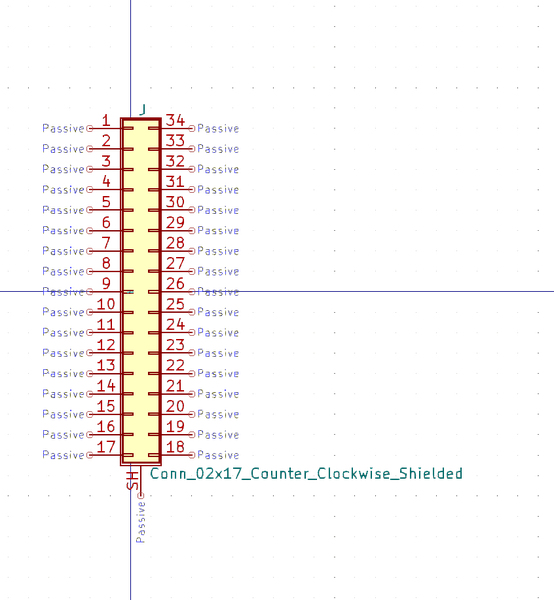 J
Passive 1 34 Passive
Passive 2 33 Passive
Passive 3 32 Passive
Passive 4 31 Passive
Passive 5 30 Passive
Passive 6 29 Passive
Passive 7 28 Passive
Passive 8 27 Passive
Passive 9 26 Passive
Passive 10 25 Passive
Passive 11 24 Passive
Passive 12 23 Passive
Passive 13 22 Passive
Passive 14 21 Passive
Passive 15 20 Passive
Passive 16 19 Passive
Passive 17 18 Passive
SH
Conn_02x17_Counter_Clockwise_Shielded
Passive